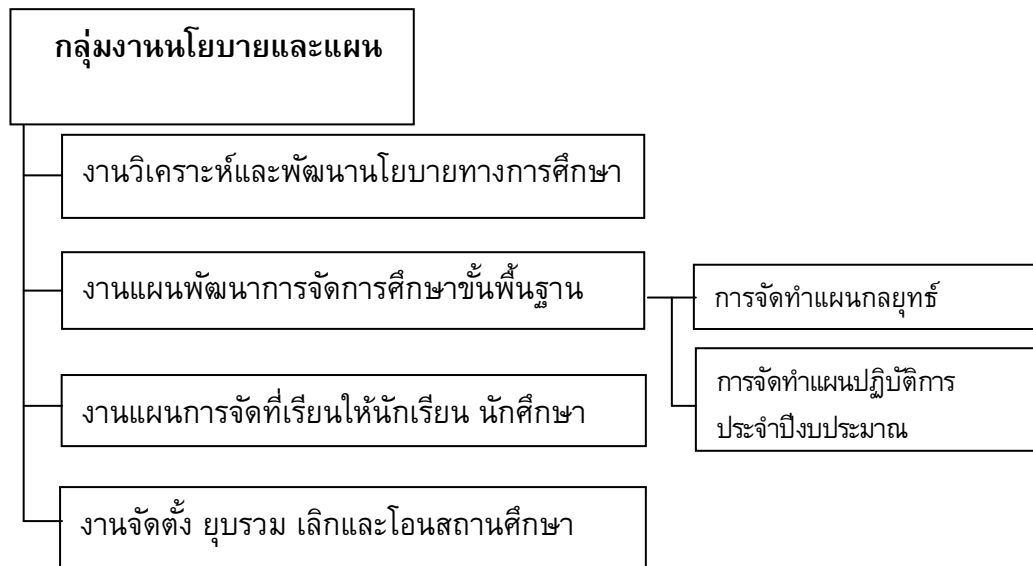 กลุ่มงานนโยบายและแผน
งานวิเคราะห์และพัฒนานโยบายทางการศึกษา
งานแผนพัฒนาการจัดการศึกษาขั้นพื้นฐาน
การจัดทำแผนกลยุทธ์
การจัดทำแผนปฏิบัติการ
ประจำปีงบประมาณ
งานแผนการจัดที่เรียนให้นักเรียน นักศึกษา
งานจัดตั้ง ยุบรวม เลิกและโอนสถานศึกษา